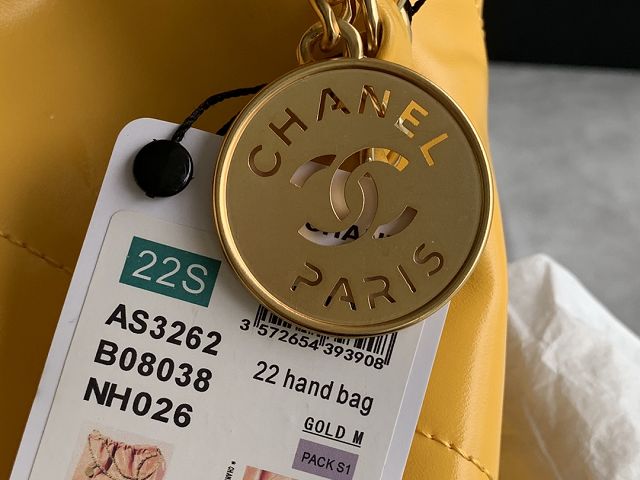 CHANEL
PARIS
22S
AS3262
B08038
NH026
3 572654 393908
22 hand bag
GOLD M
PACK S1